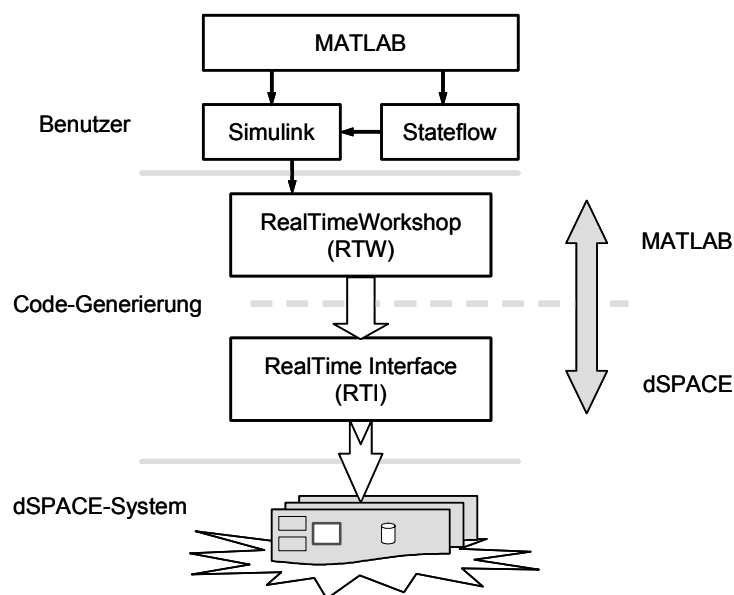 MATLAB
Benutzer
Simulink
Stateflow
RealTimeWorkshop
(RTW)
MATLAB
Code-Generierung
RealTime Interface
(RTI)
dSPACE
dSPACE-System